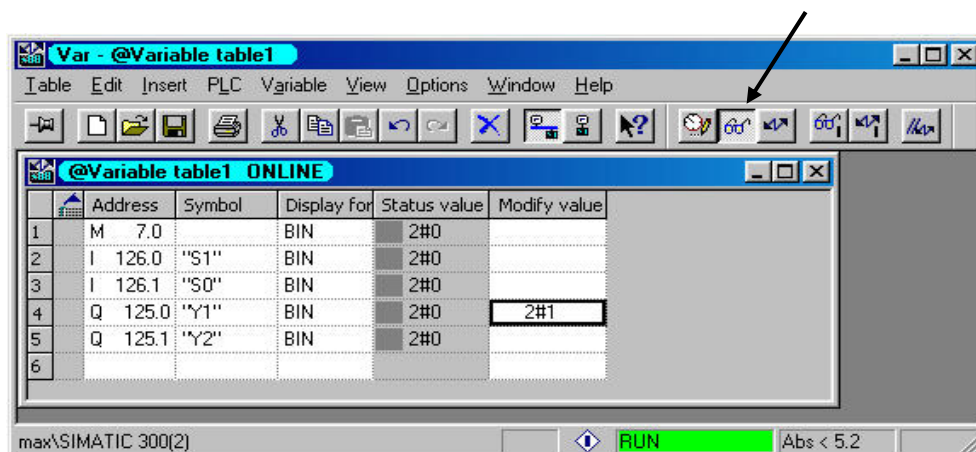 Var - @Variable table1
Table Edit Insert PLC Variable View Options Window Help
@Variable table1 ONLINE
Address Symbol Display for Status value Modify value
1 M 7.0 BIN 2#0
2 I 126.0 "S1" BIN 2#0
3 I 126.1 "S0" BIN 2#0
4 Q 125.0 "Y1" BIN 2#0 2#1
5 Q 125.1 "Y2" BIN 2#0
6
max\SIMATIC 300(2) RUN Abs < 5.2